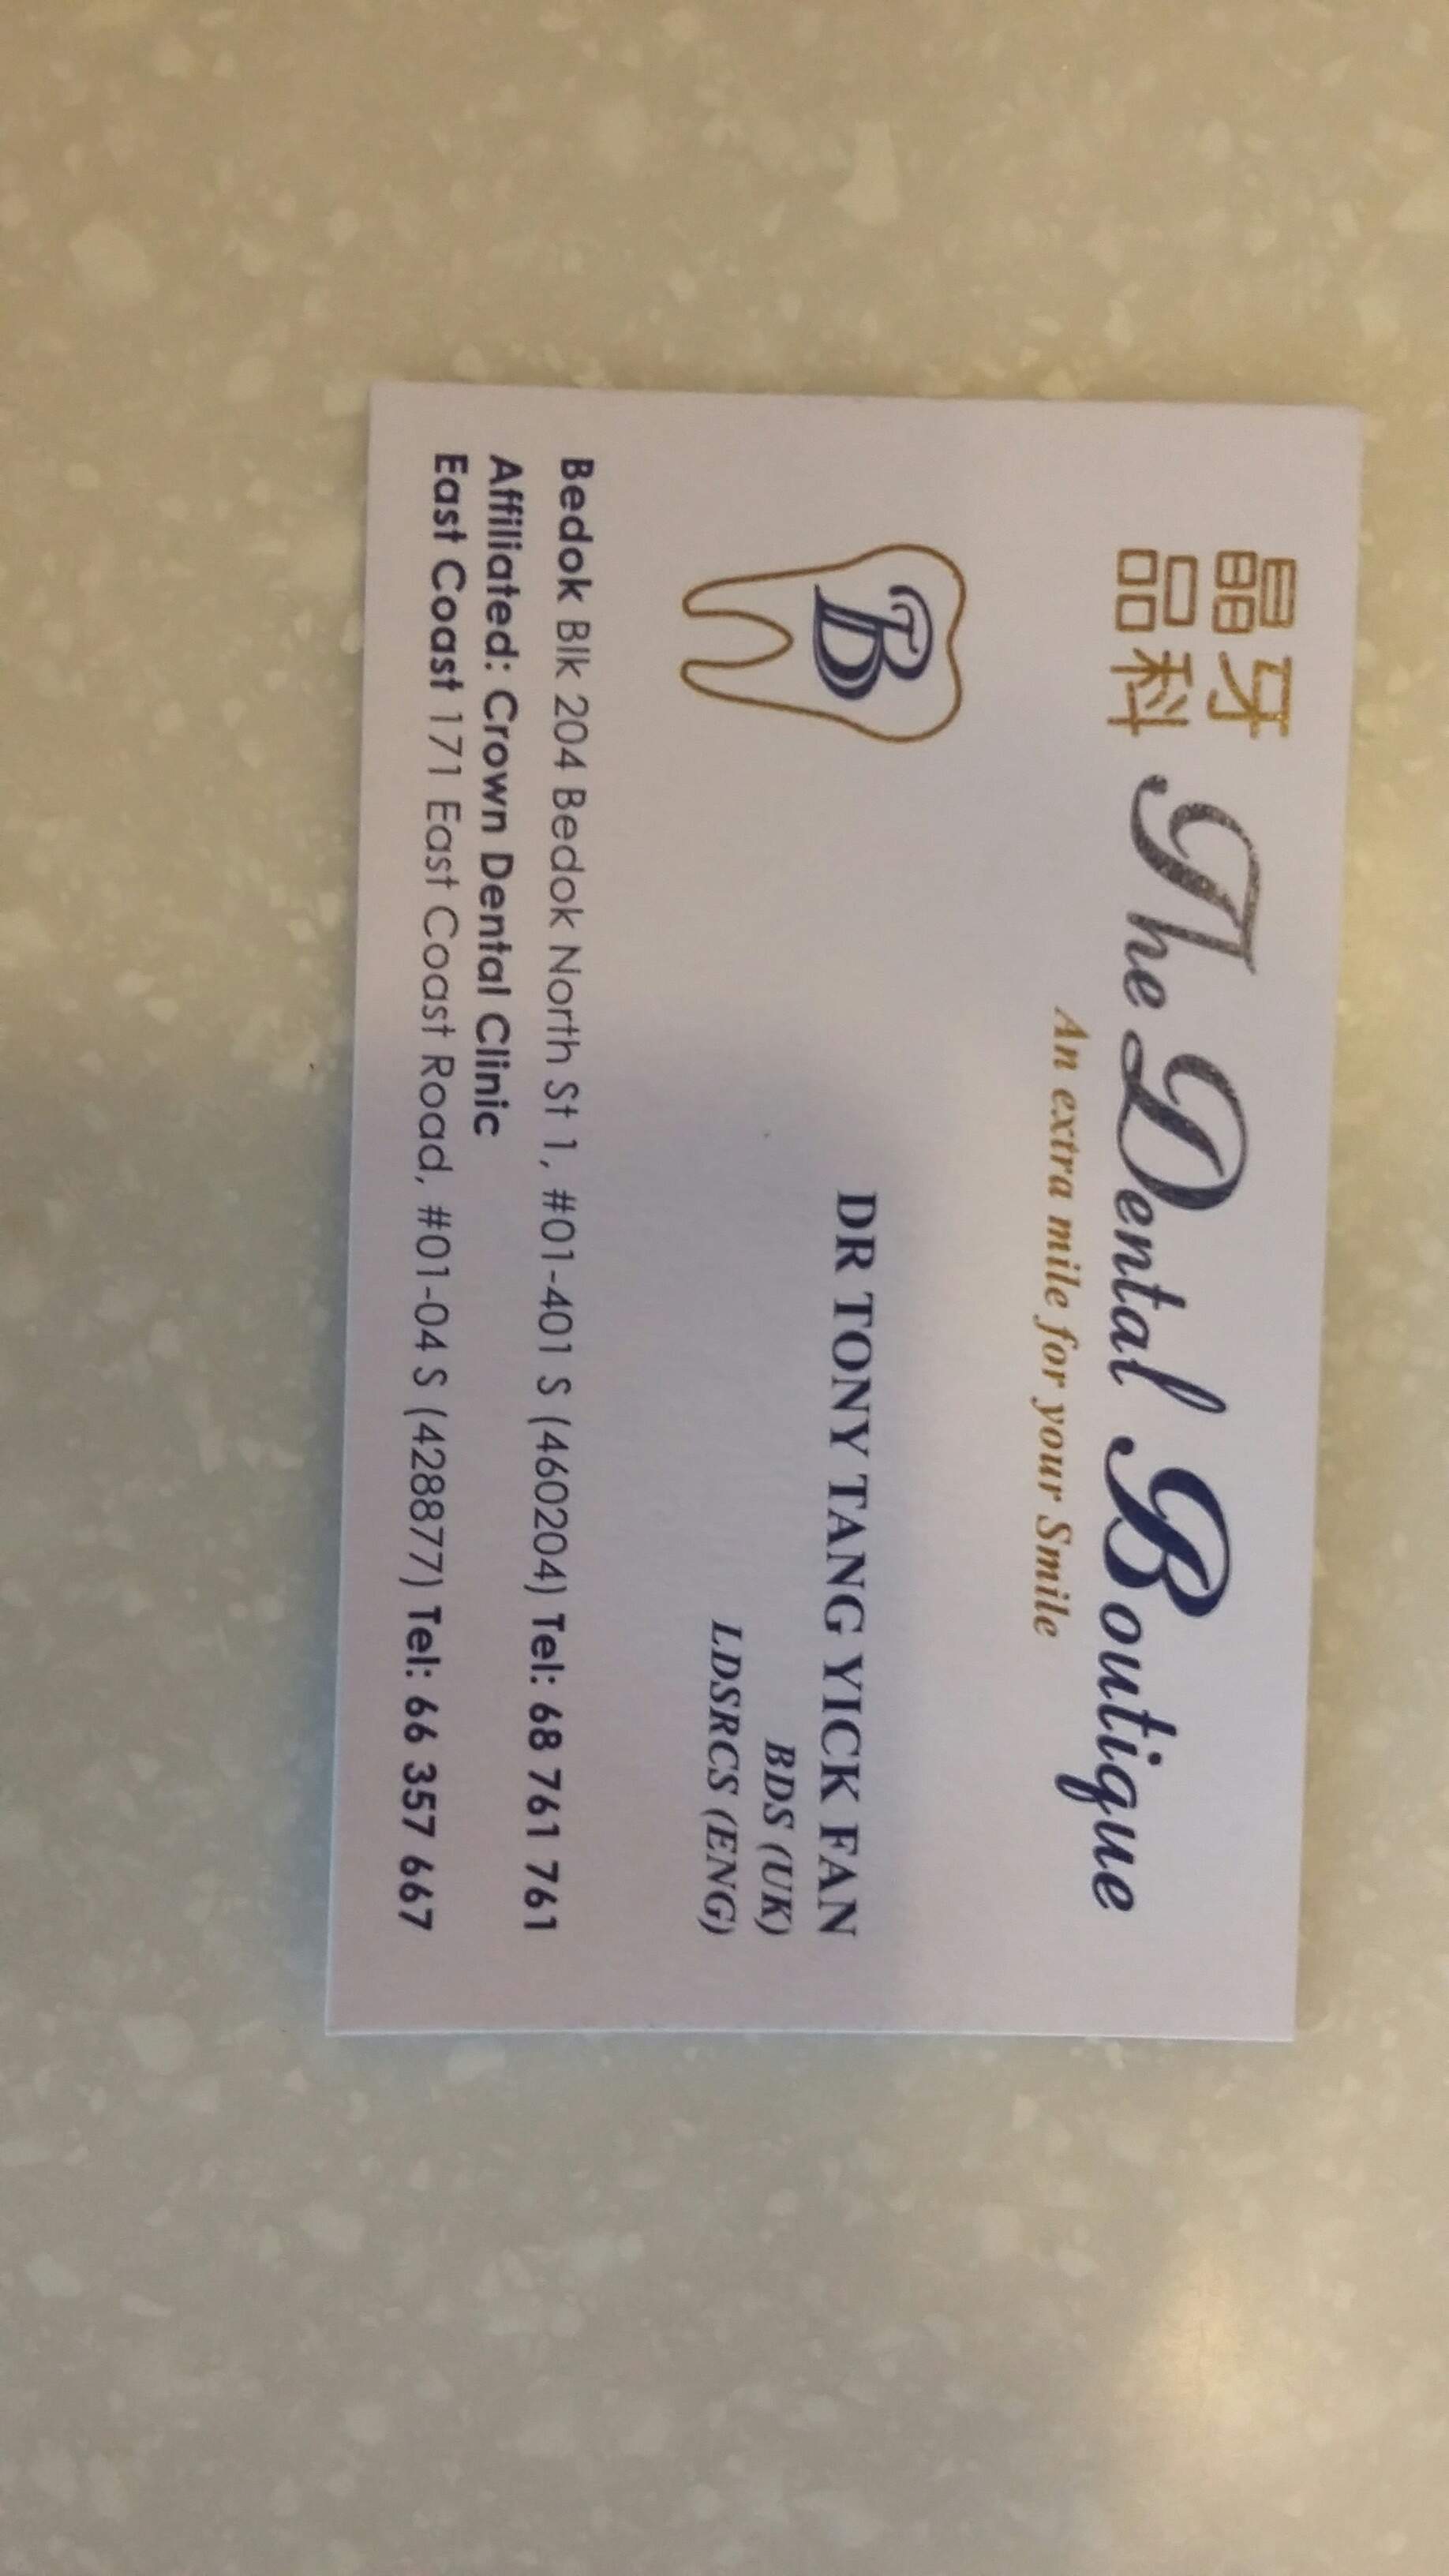 晶牙
品科
The Dental Boutique
An extra mile for your Smile
TB
DR TONY TANG YICK FAN
BDS (UK)
LDSRCS (ENG)
Bedok Blk 204 Bedok North St 1, #01-401 S (460204) Tel: 68 761 761
Affiliated: Crown Dental Clinic
East Coast 171 East Coast Road, #01-04 S (428877) Tel: 66 357 667